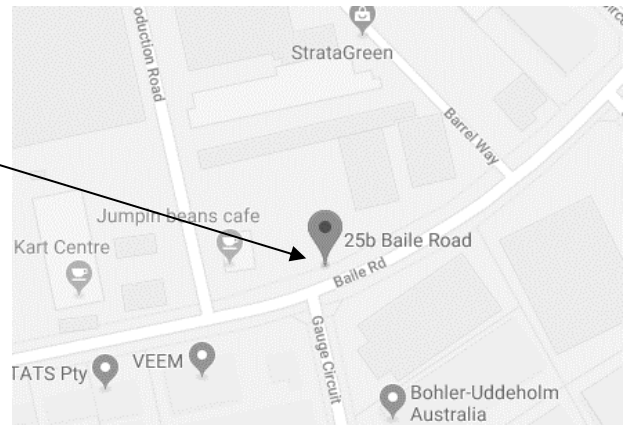 oduction Road
StrataGreen
Barrel Way
Jumpin beans cafe
Kart Centre
25b Baile Road
Baile Rd
Gauge Circuit
TATS Pty
VEEM
Bohler-Uddeholm
Australia